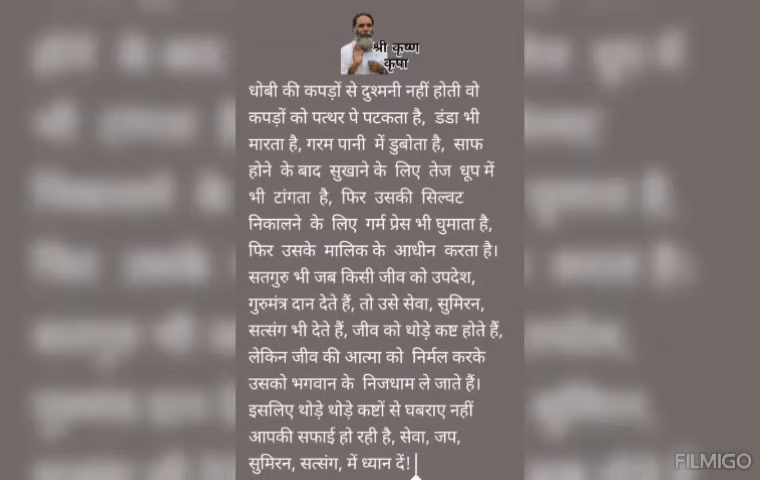 श्री कृष्ण
कृपा
धोबी की कपड़ों से दुश्मनी नहीं होती वो
कपड़ों को पत्थर पे पटकता है, डंडा भी
मारता है, गरम पानी में डुबोता है, साफ
होने के बाद सुखाने के लिए तेज धूप में
भी टांगता है, फिर उसकी सिल्वट
निकालने के लिए गर्म प्रेस भी घुमाता है,
फिर उसके मालिक के आधीन करता है।
सतगुरु भी जब किसी जीव को उपदेश,
गुरुमंत्र दान देते हैं, तो उसे सेवा, सुमिरन,
सत्संग भी देते हैं, जीव को थोड़े कष्ट होते हैं,
लेकिन जीव की आत्मा को निर्मल करके
उसको भगवान के निजधाम ले जाते हैं।
इसलिए थोड़े थोड़े कष्टों से घबराए नहीं
आपकी सफाई हो रही है, सेवा, जप,
सुमिरन, सत्संग, में ध्यान दें!
FILMIGO